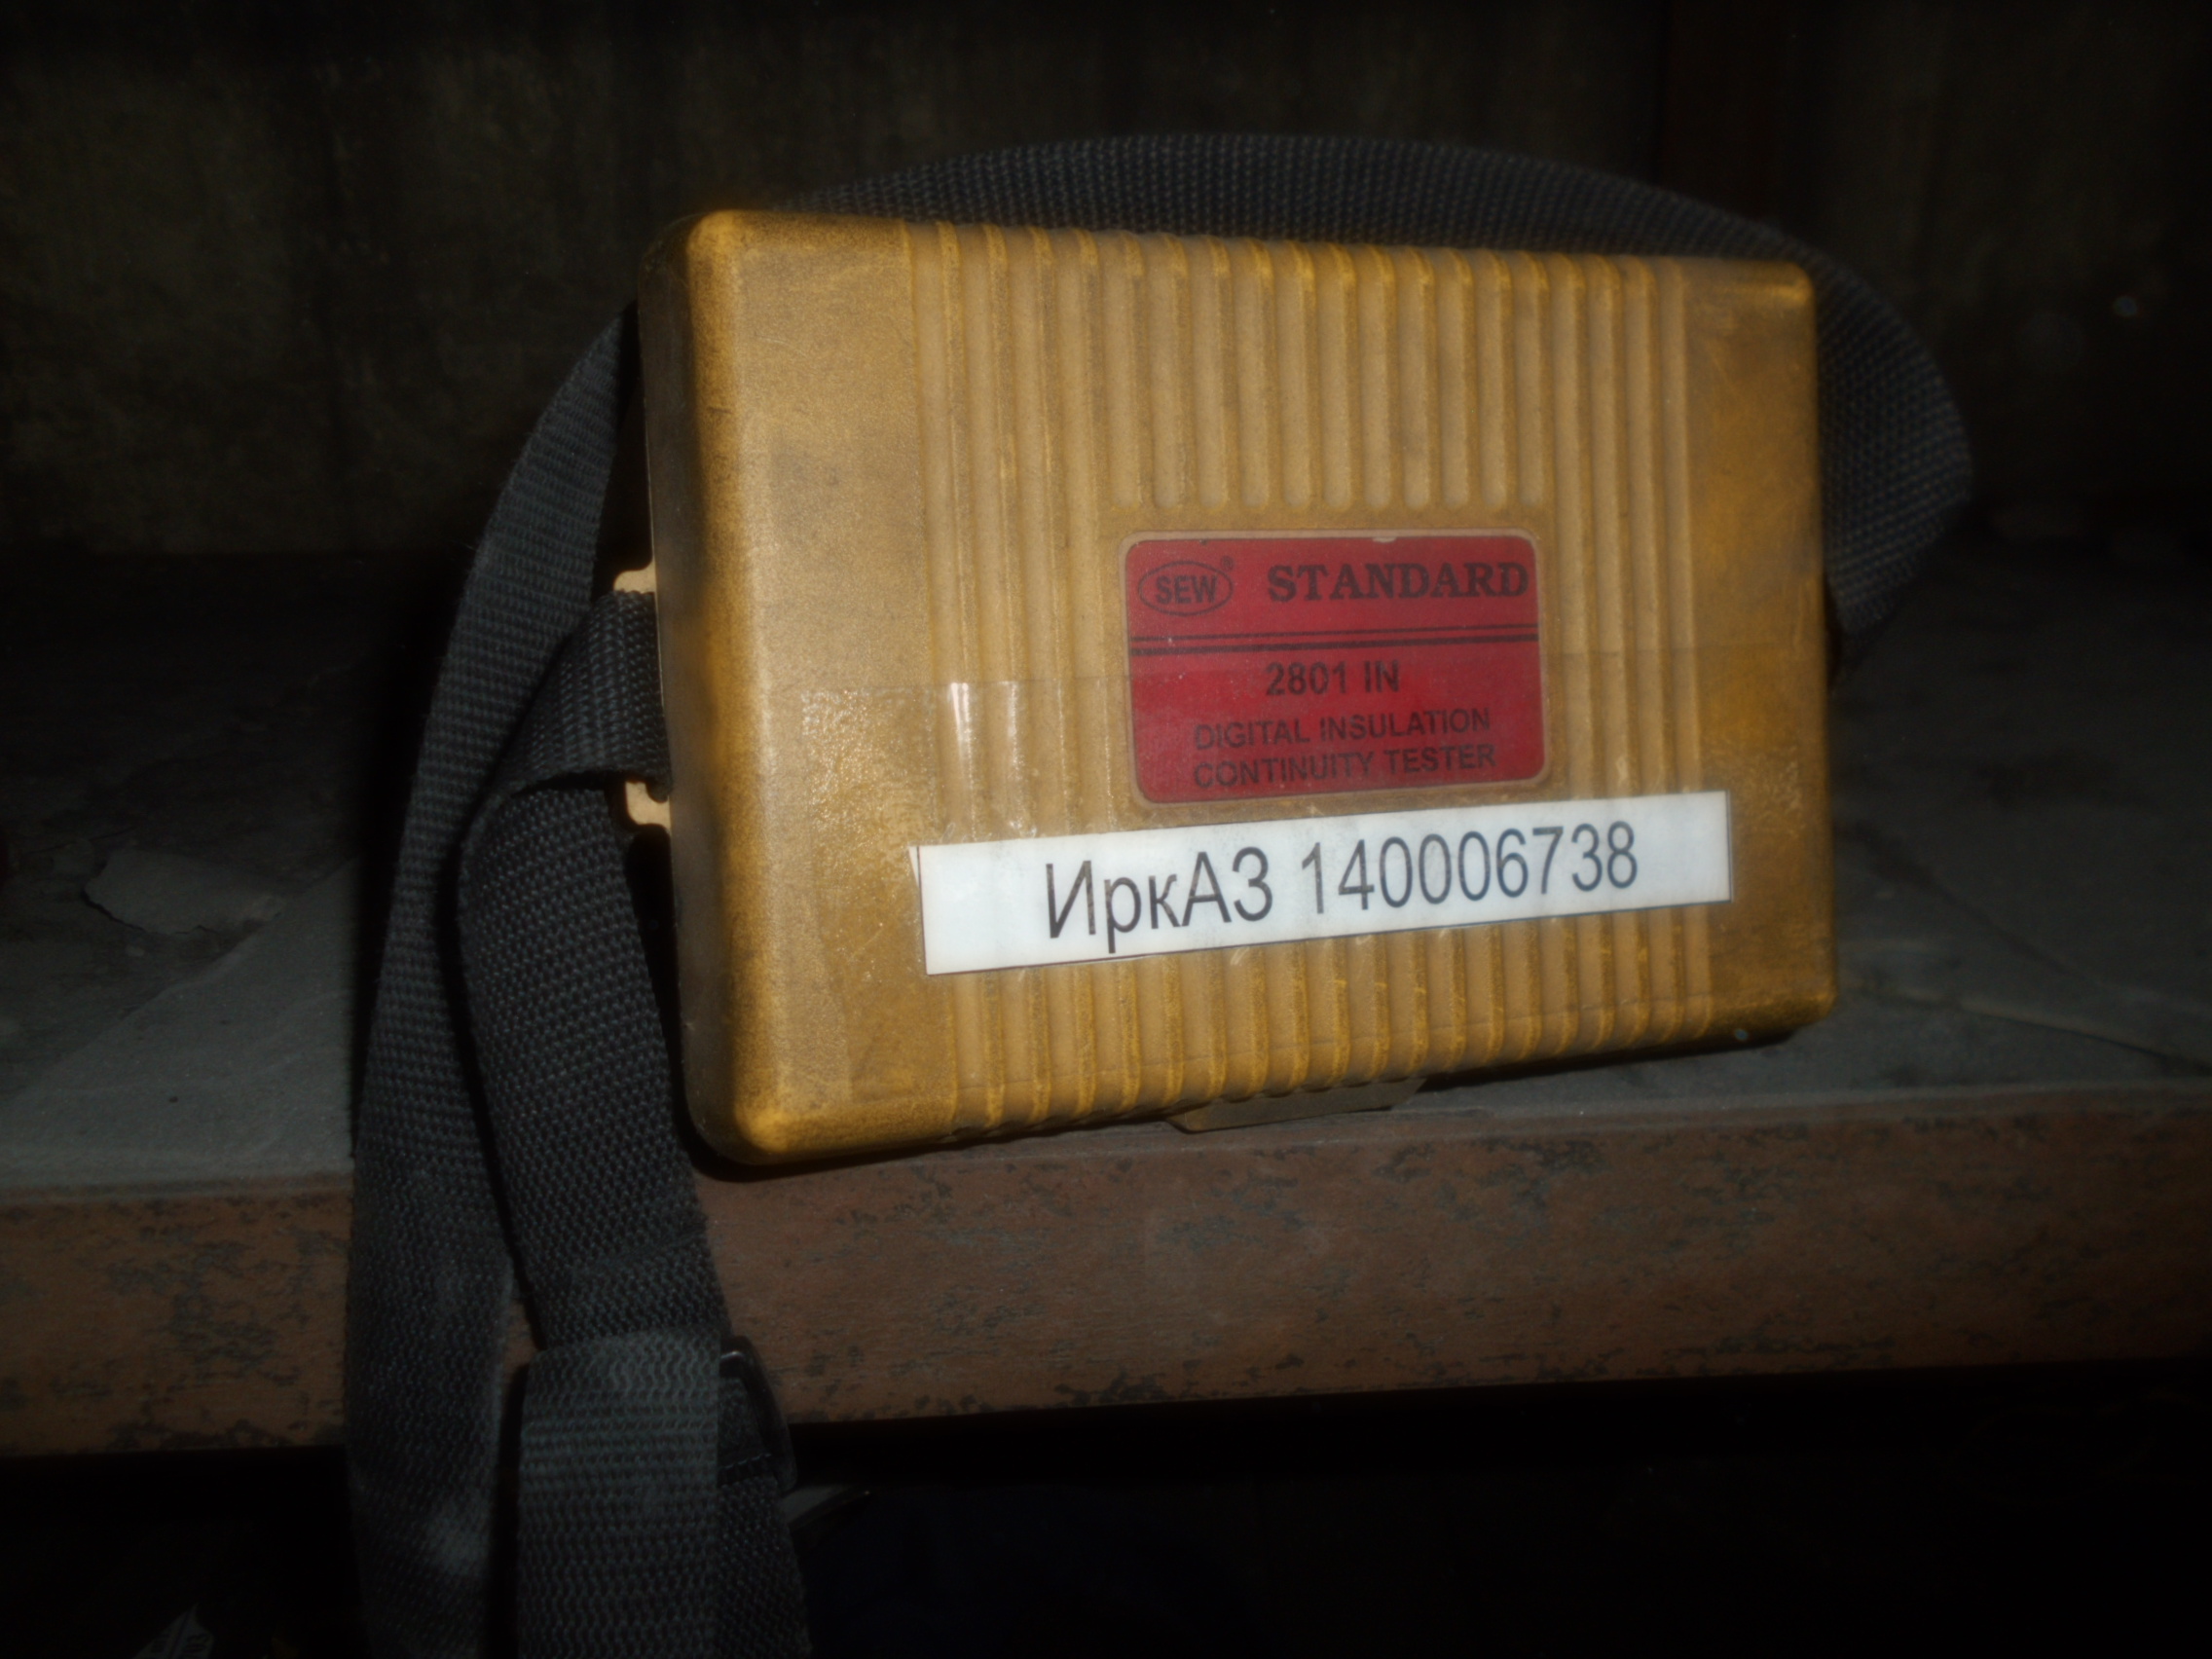 SEW® STANDARD
2801 IN
DIGITAL INSULATION
CONTINUITY TESTER
ИркАЗ 140006738